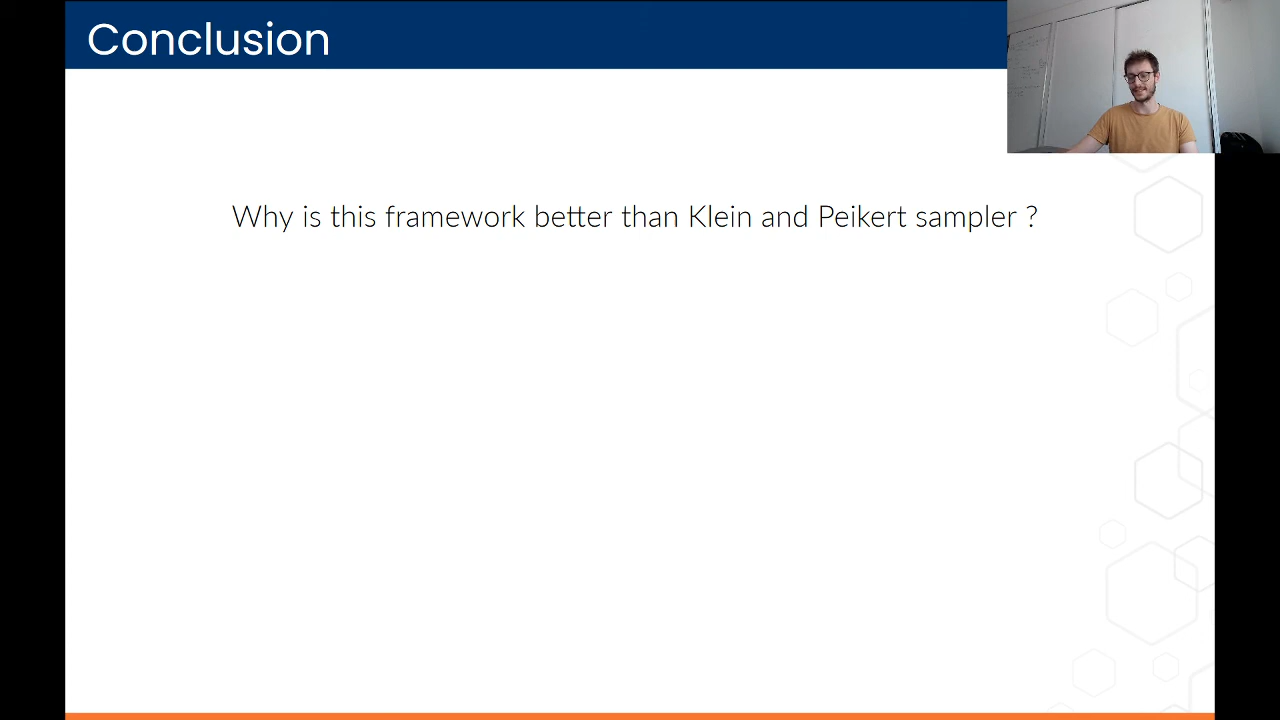 Conclusion
Why is this framework better than Klein and Peikert sampler ?